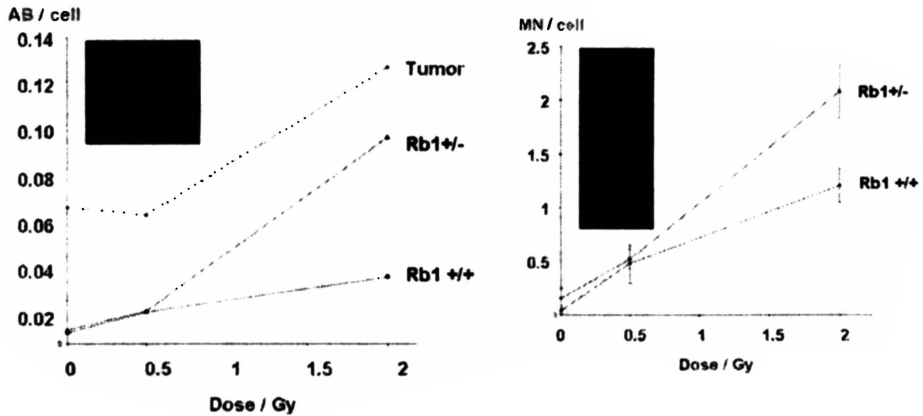 AB / cell
0.14
0.12
0.10
0.08
0.06
0.04
0.02
0
0 0.5 1 1.5 2
Dose / Gy
Tumor
Rb1+/-
Rb1 +/+
MN / cell
2.5
2
1.5
1
0.5
0
0 0.5 1 1.5 2
Dose / Gy
Rb1+/-
Rb1 +/+